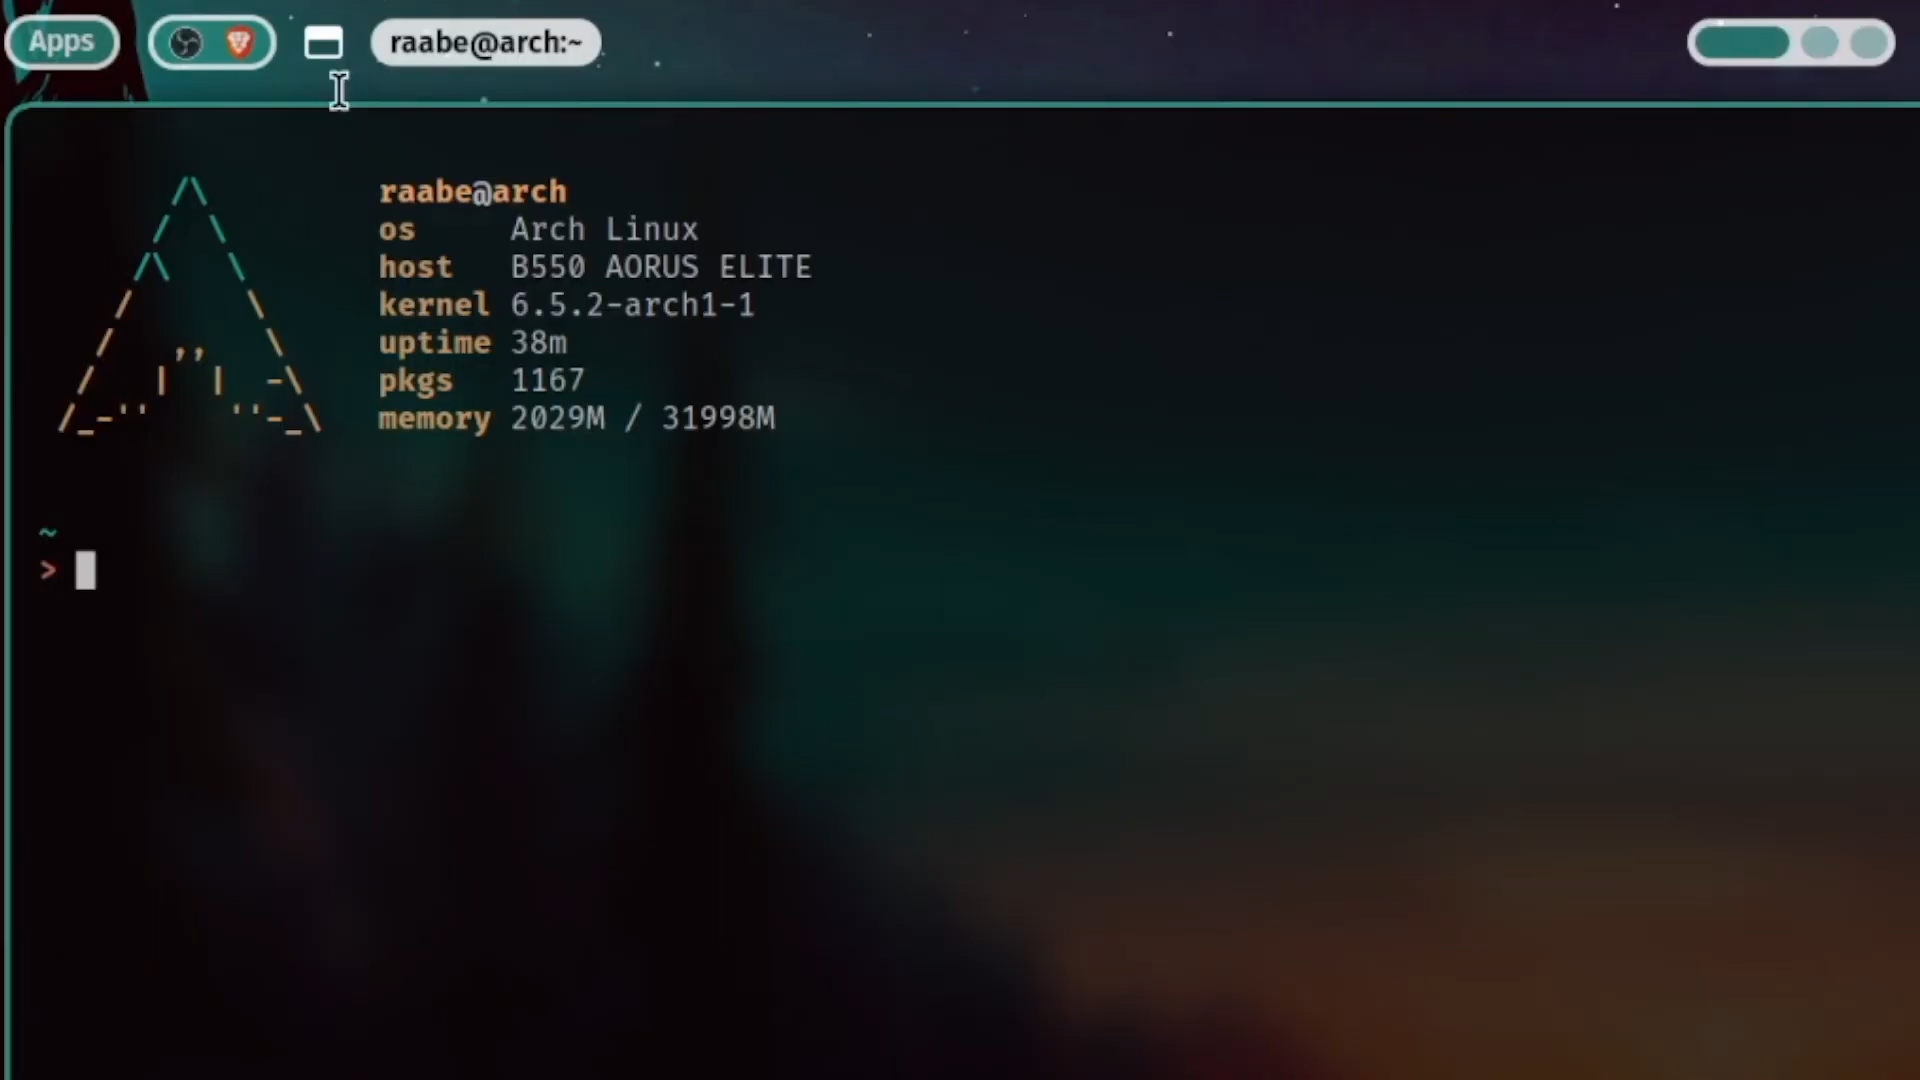 Apps
raabe@arch:~
raabe@arch
os Arch Linux
host B550 AORUS ELITE
kernel 6.5.2-arch1-1
uptime 38m
pkgs 1167
memory 2029M / 31998M
~
>